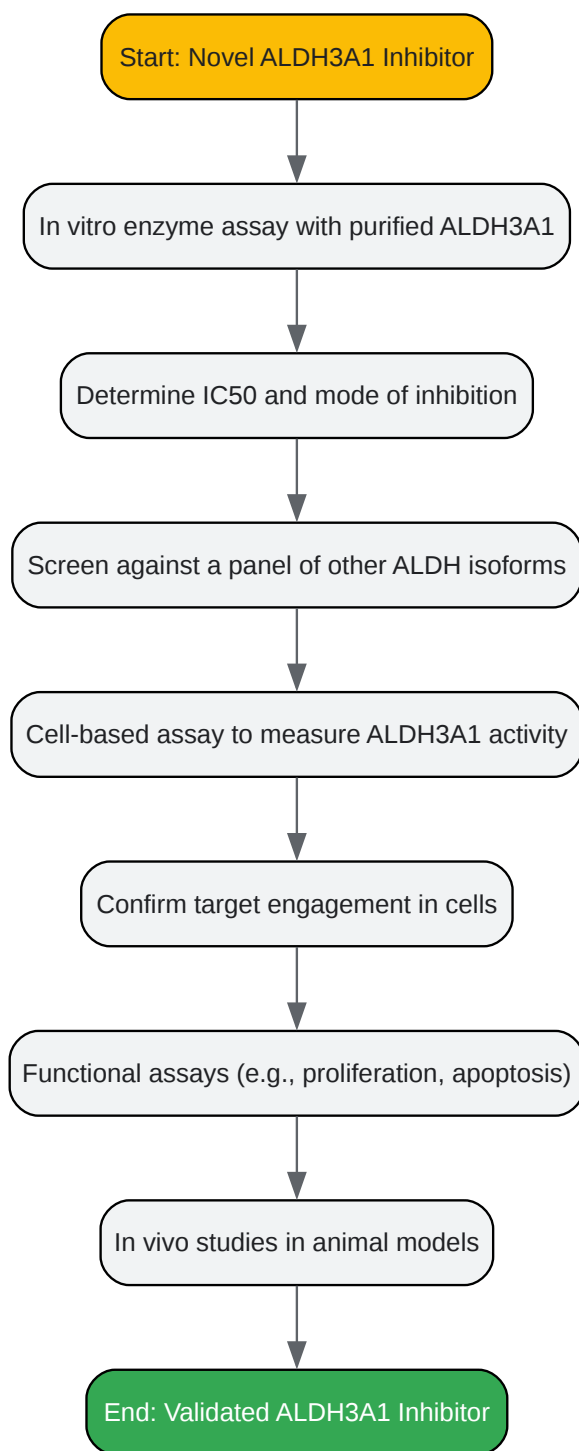 Start: Novel ALDH3A1 Inhibitor
In vitro enzyme assay with purified ALDH3A1
Determine IC50 and mode of inhibition
Screen against a panel of other ALDH isoforms
Cell-based assay to measure ALDH3A1 activity
Confirm target engagement in cells
Functional assays (e.g., proliferation, apoptosis)
In vivo studies in animal models
End: Validated ALDH3A1 Inhibitor